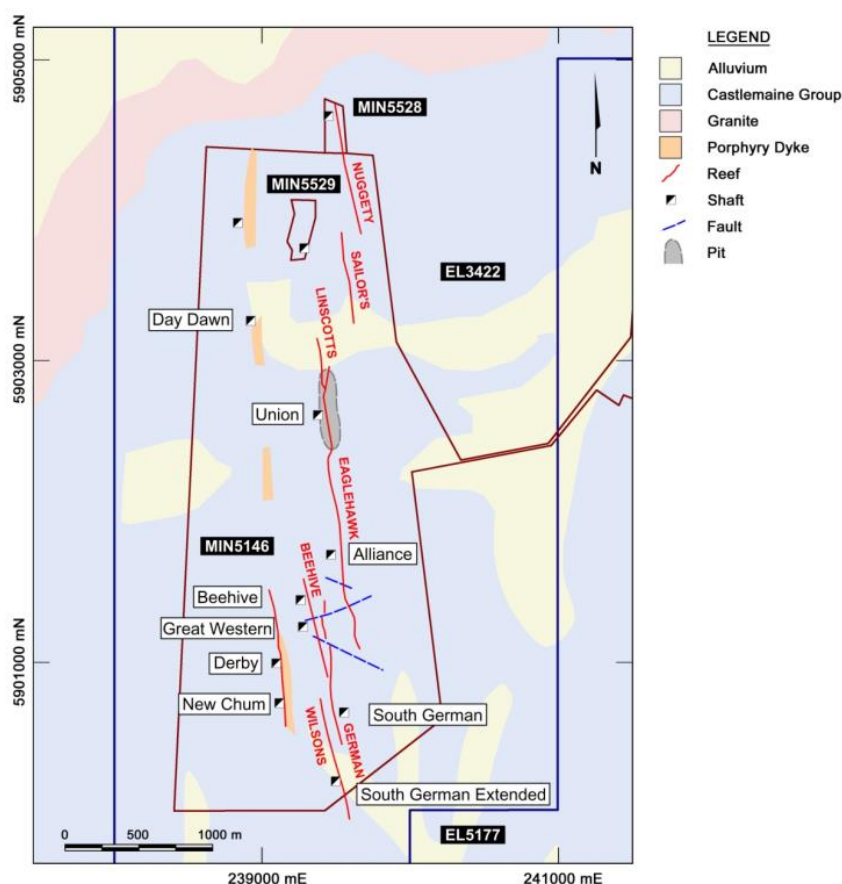 LEGEND
Alluvium
Castlemaine Group
Granite
Porphyry Dyke
Reef
Shaft
Fault
Pit
N
5905000 mN
5903000 mN
5901000 mN
239000 mE
241000 mE
MIN5528
MIN5529
NUGGETY
SAILOR'S
EL3422
LINSCOTTS
Day Dawn
Union
EAGLEHAWK
MIN5146
Alliance
BEEHIVE
Beehive
Great Western
Derby
New Chum
WILSONS
GERMAN
South German
South German Extended
EL5177
0 500 1000 m